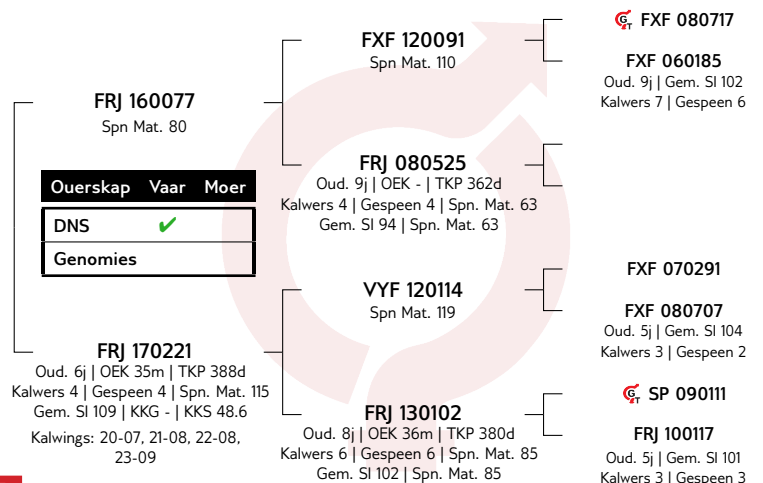 FRJ 160077
Spn Mat. 80
Ouerskap Vaar Moer
DNS ✔
Genomies
FRJ 170221
Oud. 6j | OEK 35m | TKP 388d
Kalwers 4 | Gespeen 4 | Spn. Mat. 115
Gem. SI 109 | KKG - | KKS 48.6
Kalwings: 20-07, 21-08, 22-08,
23-09
FXF 120091
Spn Mat. 110
FRJ 080525
Oud. 9j | OEK - | TKP 362d
Kalwers 4 | Gespeen 4 | Spn. Mat. 63
Gem. SI 94 | Spn. Mat. 63
VYF 120114
Spn Mat. 119
FRJ 130102
Oud. 8j | OEK 36m | TKP 380d
Kalwers 6 | Gespeen 6 | Spn. Mat. 85
Gem. SI 102 | Spn. Mat. 85
GT FXF 080717
FXF 060185
Oud. 9j | Gem. SI 102
Kalwers 7 | Gespeen 6
FXF 070291
FXF 080707
Oud. 5j | Gem. SI 104
Kalwers 3 | Gespeen 2
GT SP 090111
FRJ 100117
Oud. 5j | Gem. SI 101
Kalwers 3 | Gespeen 3